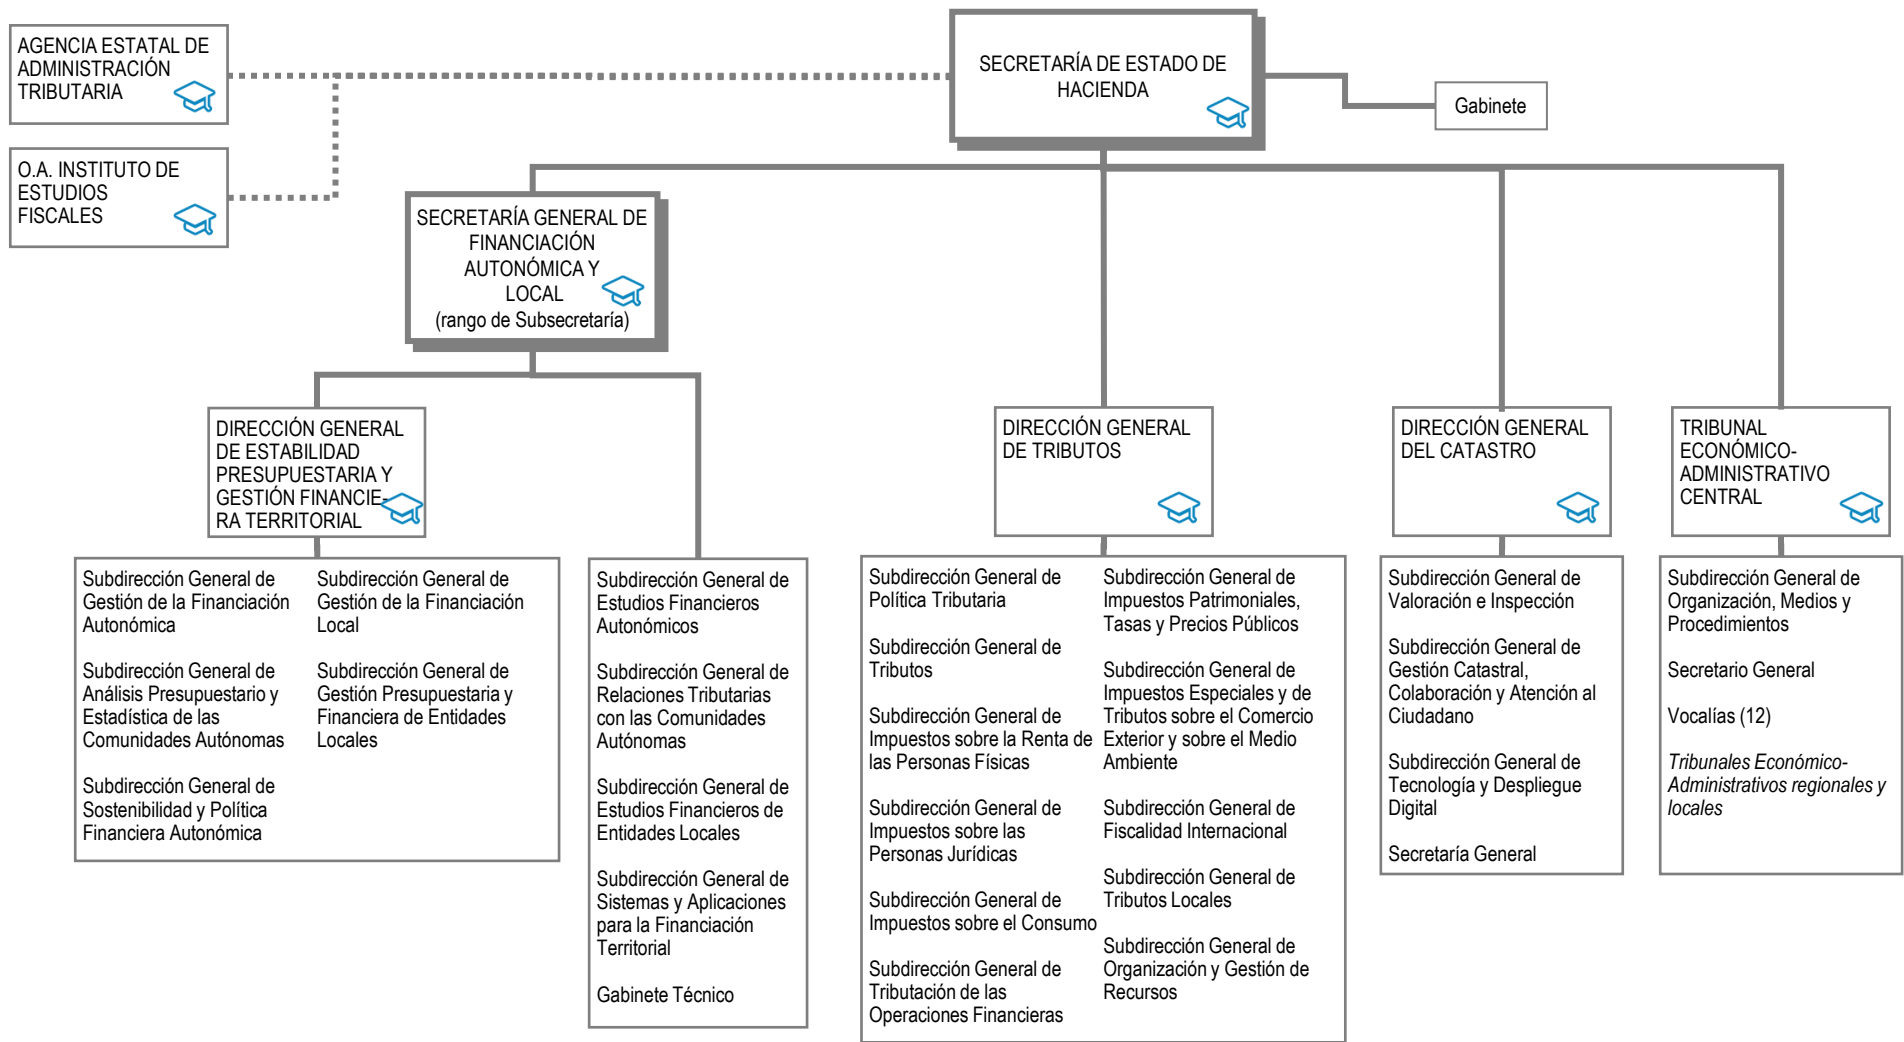 AGENCIA ESTATAL DE
ADMINISTRACIÓN
TRIBUTARIA
O.A. INSTITUTO DE
ESTUDIOS
FISCALES
SECRETARÍA DE ESTADO DE
HACIENDA
Gabinete
SECRETARÍA GENERAL DE
FINANCIACIÓN
AUTONÓMICA Y
LOCAL
(rango de Subsecretaría)
DIRECCIÓN GENERAL
DE ESTABILIDAD
PRESUPUESTARIA Y
GESTIÓN FINANCIE-
RA TERRITORIAL
Subdirección General de
Gestión de la Financiación
Autonómica
Subdirección General de
Análisis Presupuestario y
Estadística de las
Comunidades Autónomas
Subdirección General de
Sostenibilidad y Política
Financiera Autonómica
Subdirección General de
Gestión de la Financiación
Local
Subdirección General de
Gestión Presupuestaria y
Financiera de Entidades
Locales
Subdirección General de
Estudios Financieros
Autonómicos
Subdirección General de
Relaciones Tributarias
con las Comunidades
Autónomas
Subdirección General de
Estudios Financieros de
Entidades Locales
Subdirección General de
Sistemas y Aplicaciones
para la Financiación
Territorial
Gabinete Técnico
DIRECCIÓN GENERAL
DE TRIBUTOS
Subdirección General de
Política Tributaria
Subdirección General de
Tributos
Subdirección General de
Impuestos sobre la Renta de
las Personas Físicas
Subdirección General de
Impuestos sobre las
Personas Jurídicas
Subdirección General de
Impuestos sobre el Consumo
Subdirección General de
Tributación de las
Operaciones Financieras
Subdirección General de
Impuestos Patrimoniales,
Tasas y Precios Públicos
Subdirección General de
Impuestos Especiales y de
Tributos sobre el Comercio
Exterior y sobre el Medio
Ambiente
Subdirección General de
Fiscalidad Internacional
Subdirección General de
Tributos Locales
Subdirección General de
Organización y Gestión de
Recursos
DIRECCIÓN GENERAL
DEL CATASTRO
Subdirección General de
Valoración e Inspección
Subdirección General de
Gestión Catastral,
Colaboración y Atención al
Ciudadano
Subdirección General de
Tecnología y Despliegue
Digital
Secretaría General
TRIBUNAL
ECONÓMICO-
ADMINISTRATIVO
CENTRAL
Subdirección General de
Organización, Medios y
Procedimientos
Secretario General
Vocalías (12)
Tribunales Económico-
Administrativos regionales y
locales